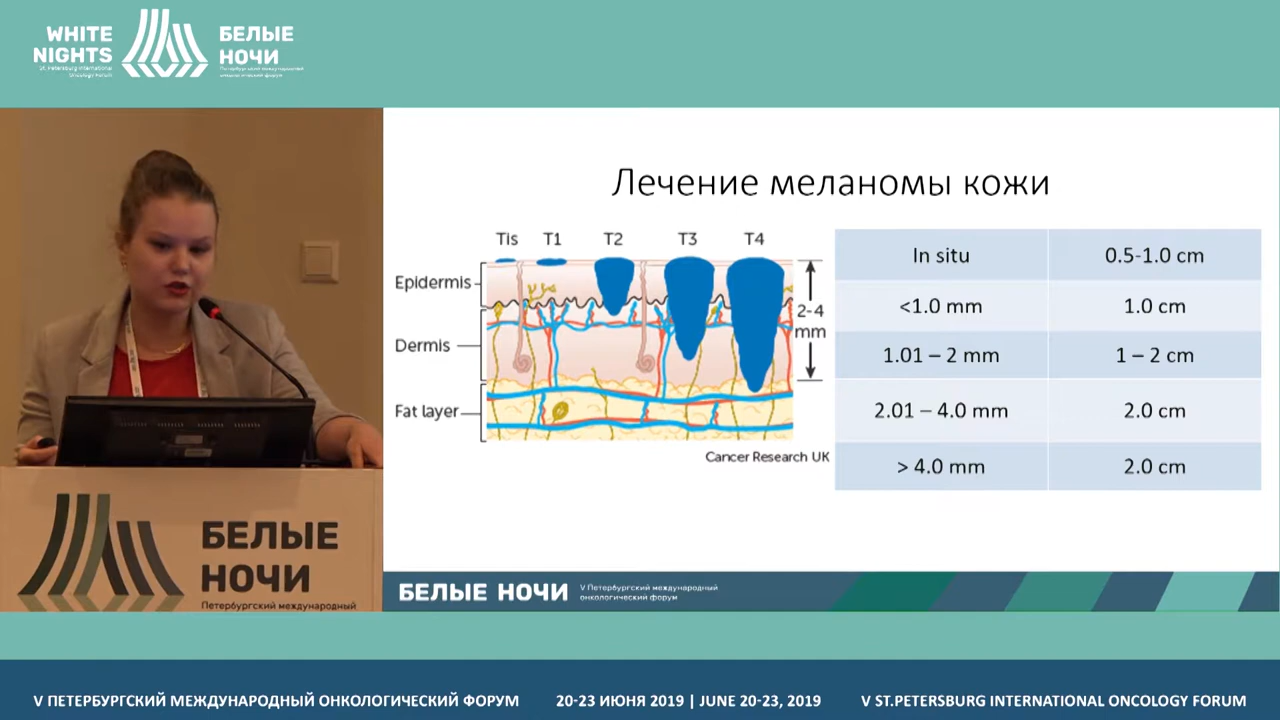 WHITE
NIGHTS
St. Petersburg International
Oncology Forum
БЕЛЫЕ
НОЧИ
Петербургский международный
онкологический форум
Лечение меланомы кожи
Tis T1 T2 T3 T4
Epidermis
Dermis
Fat layer
2-4
mm
Cancer Research UK
In situ 0.5-1.0 cm
<1.0 mm 1.0 cm
1.01 – 2 mm 1 – 2 cm
2.01 – 4.0 mm 2.0 cm
> 4.0 mm 2.0 cm
БЕЛЫЕ
НОЧИ
Петербургский международный
БЕЛЫЕ НОЧИ
V Петербургский международный
онкологический форум
V ПЕТЕРБУРГСКИЙ МЕЖДУНАРОДНЫЙ ОНКОЛОГИЧЕСКИЙ ФОРУМ 20-23 ИЮНЯ 2019 | JUNE 20-23, 2019 V ST.PETERSBURG INTERNATIONAL ONCOLOGY FORUM